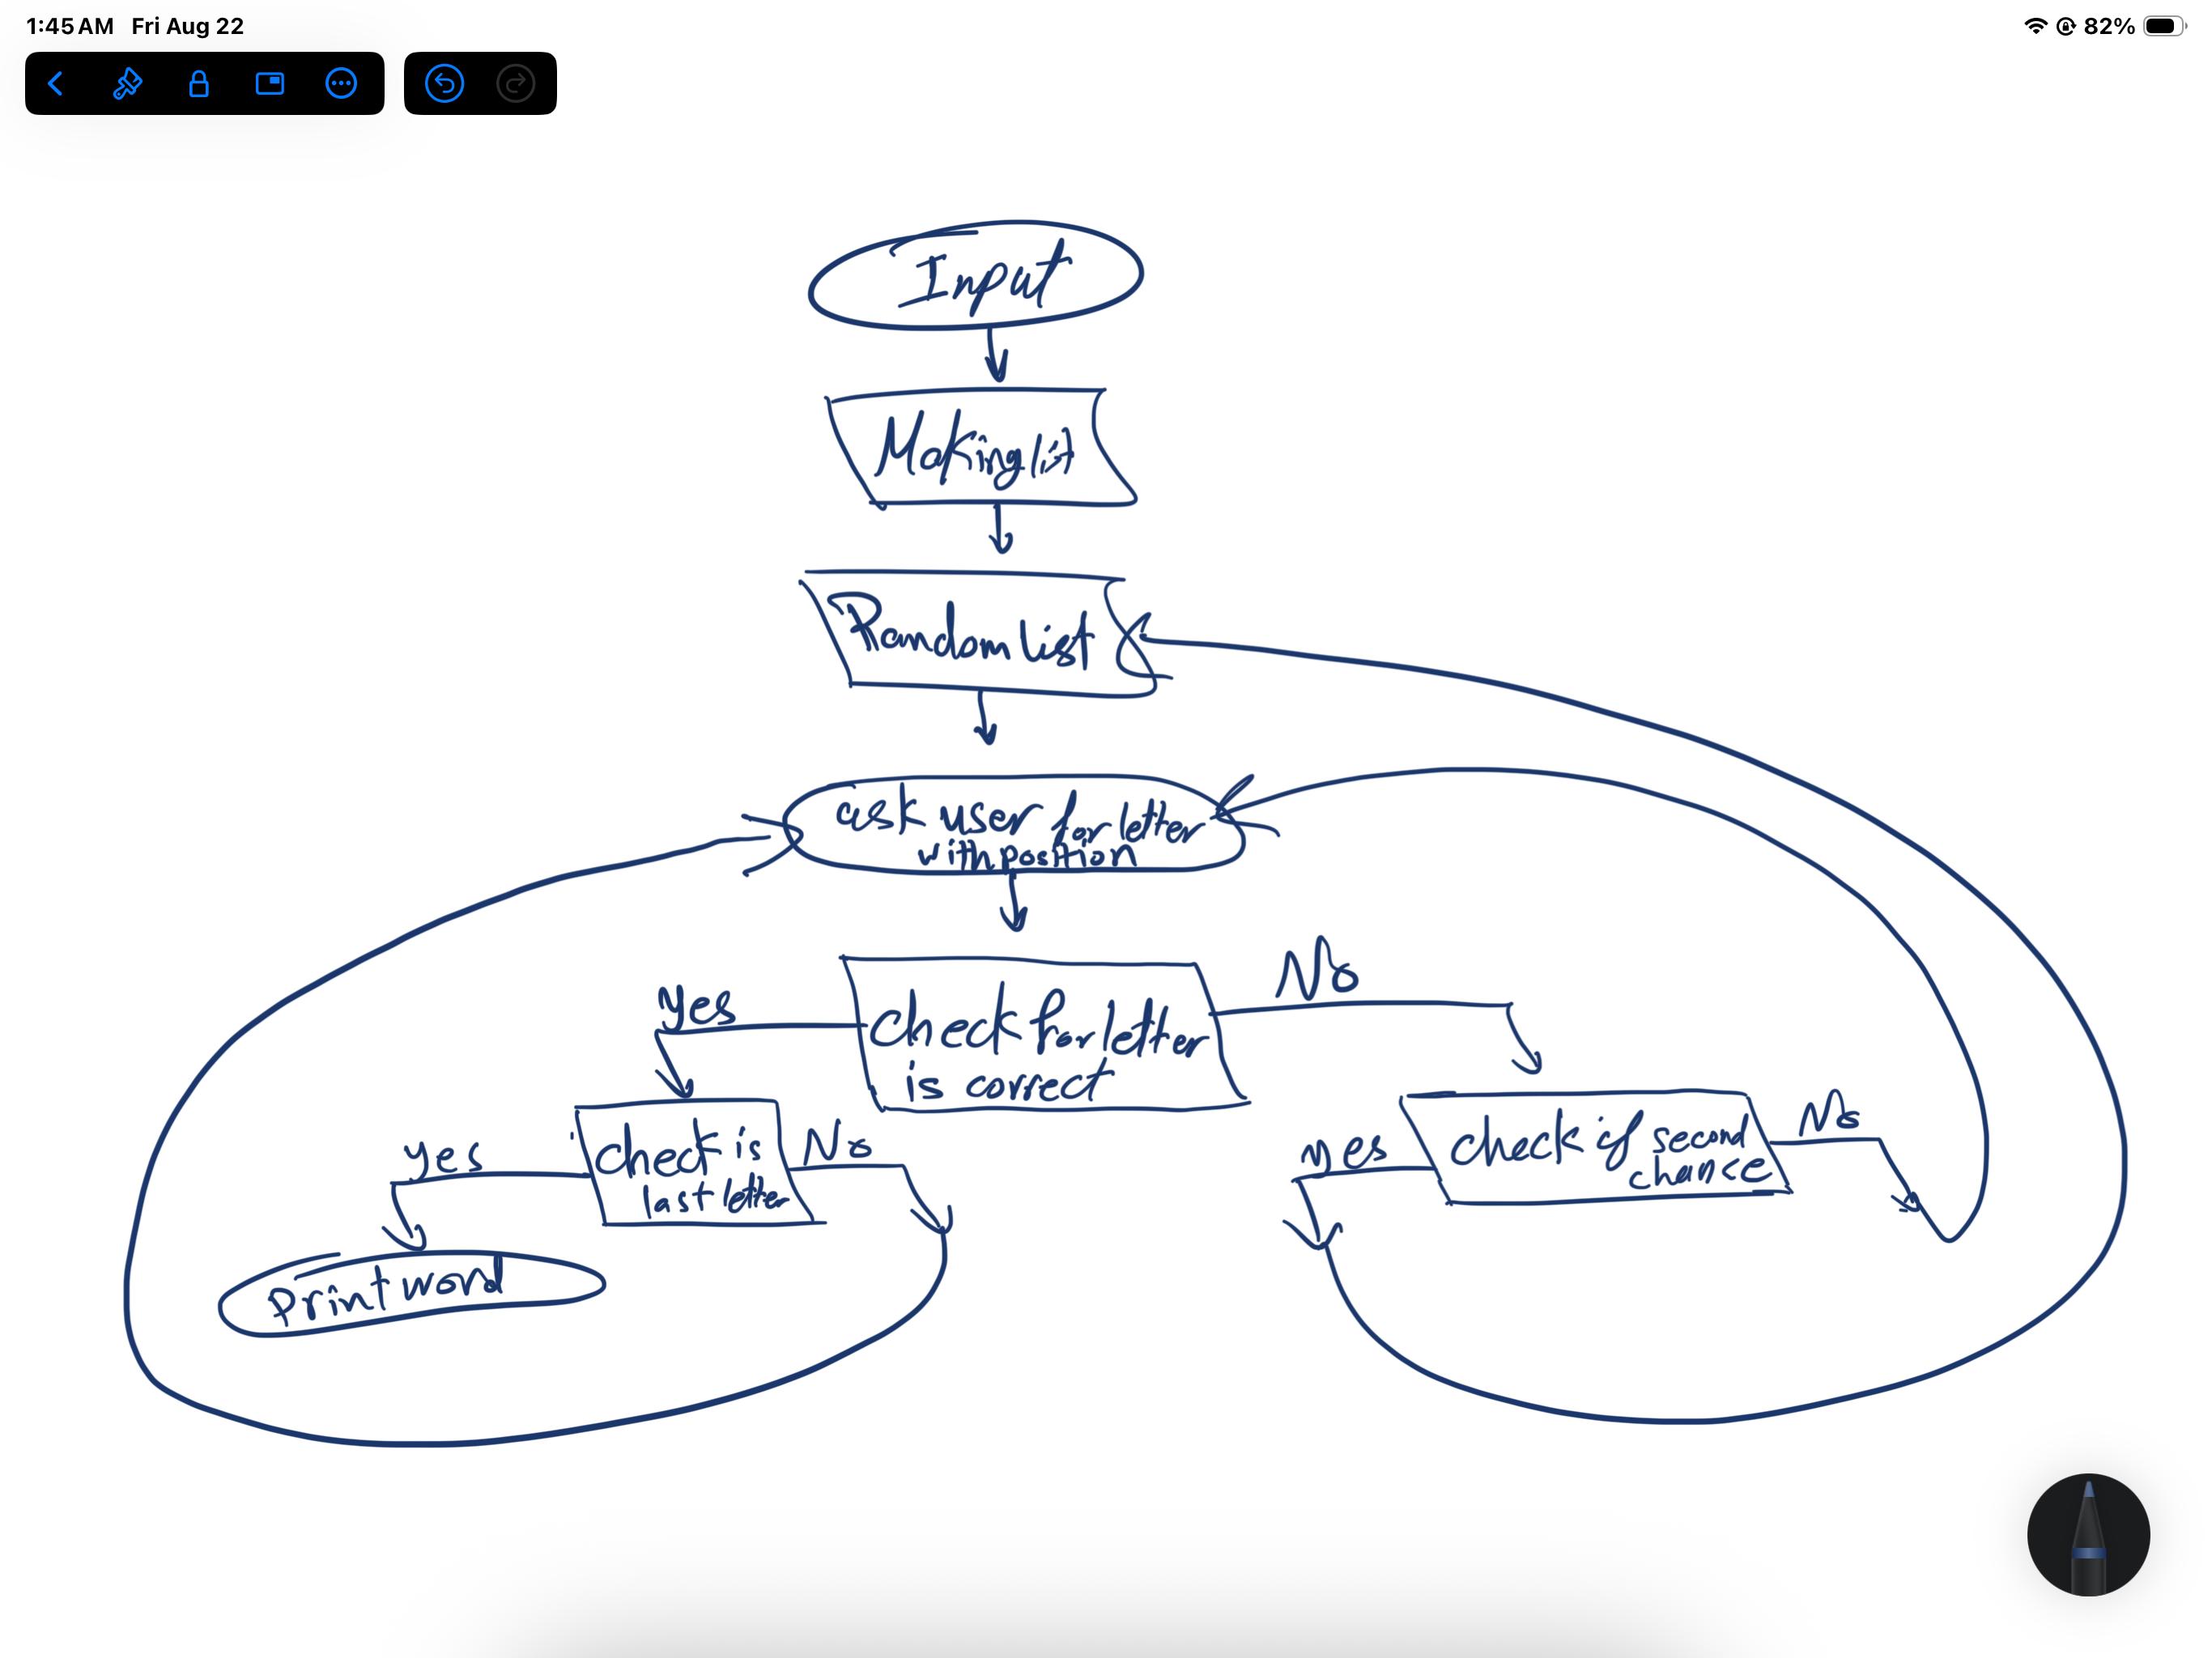 1:45 AM Fri Aug 22
82%
Input
Making list
Random list
ask user for letter
with position
No
yes
check for letter
is correct
yes
check is
last letter
No
yes
check if second
chance
No
Print word